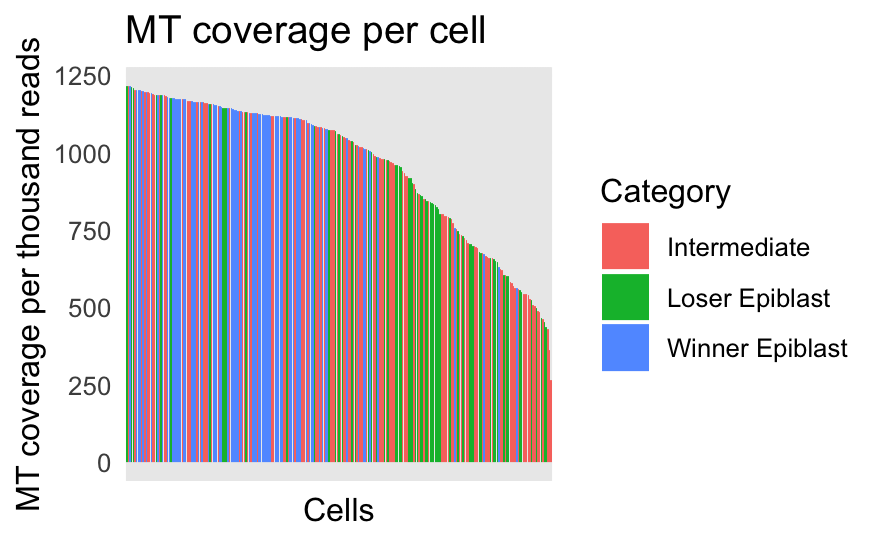 MT coverage per cell
MT coverage per thousand reads
1250
1000
750
500
250
0
Cells
Category
Intermediate
Loser Epiblast
Winner Epiblast